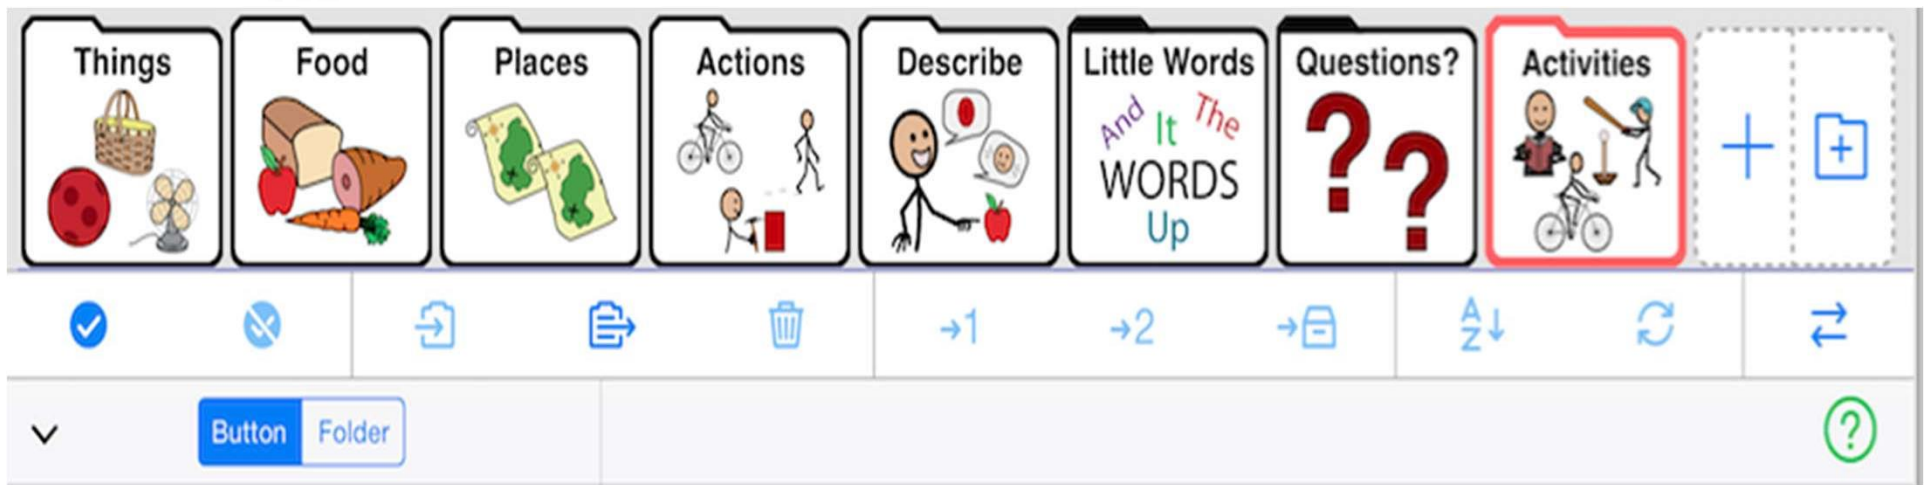 Things Food Places Actions Describe Little Words Questions? Activities
And It The
WORDS
Up
? ?
→1 →2 A Z
Button Folder ?